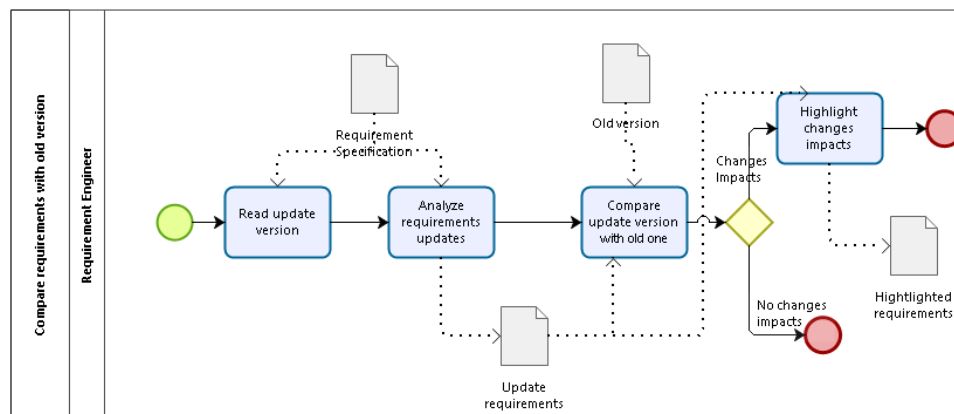 Compare requirements with old version
Requirement Engineer
Requirement
Specification
Old version
Highlight
changes
impacts
Changes
Impacts
Read update
version
Analyze
requirements
updates
Compare
update version
with old one
No changes
impacts
Hightlighted
requirements
Update
requirements